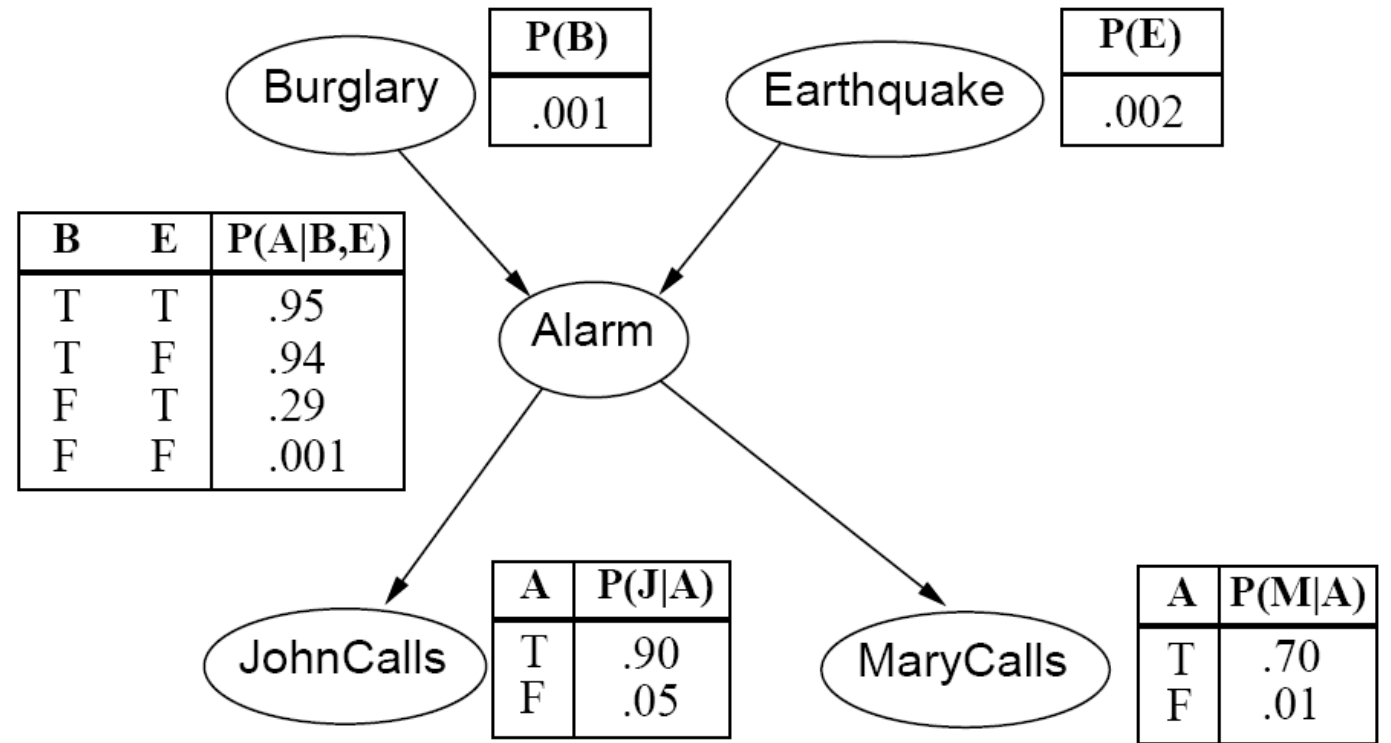 Burglary
P(B)
.001
Earthquake
P(E)
.002
B E P(A|B,E)
T T .95
T F .94
F T .29
F F .001
Alarm
JohnCalls
A P(J|A)
T .90
F .05
MaryCalls
A P(M|A)
T .70
F .01